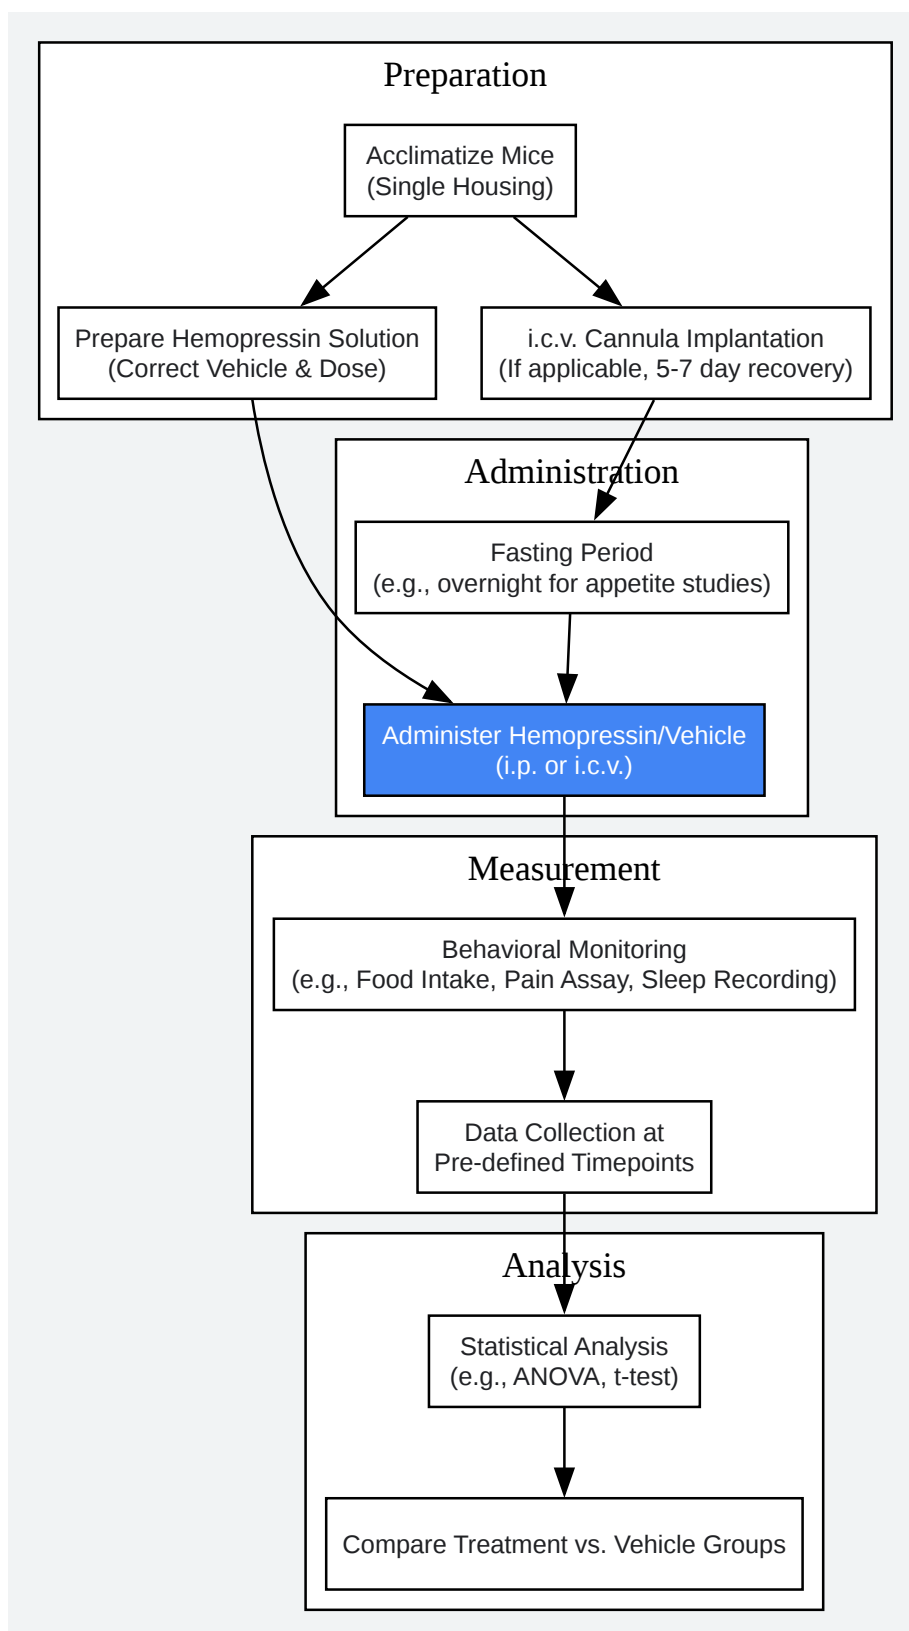 Preparation
Acclimatize Mice
(Single Housing)
Prepare Hemopressin Solution
(Correct Vehicle & Dose)
i.c.v. Cannula Implantation
(If applicable, 5-7 day recovery)
Administration
Fasting Period
(e.g., overnight for appetite studies)
Administer Hemopressin/Vehicle
(i.p. or i.c.v.)
Measurement
Behavioral Monitoring
(e.g., Food Intake, Pain Assay, Sleep Recording)
Data Collection at
Pre-defined Timepoints
Analysis
Statistical Analysis
(e.g., ANOVA, t-test)
Compare Treatment vs. Vehicle Groups